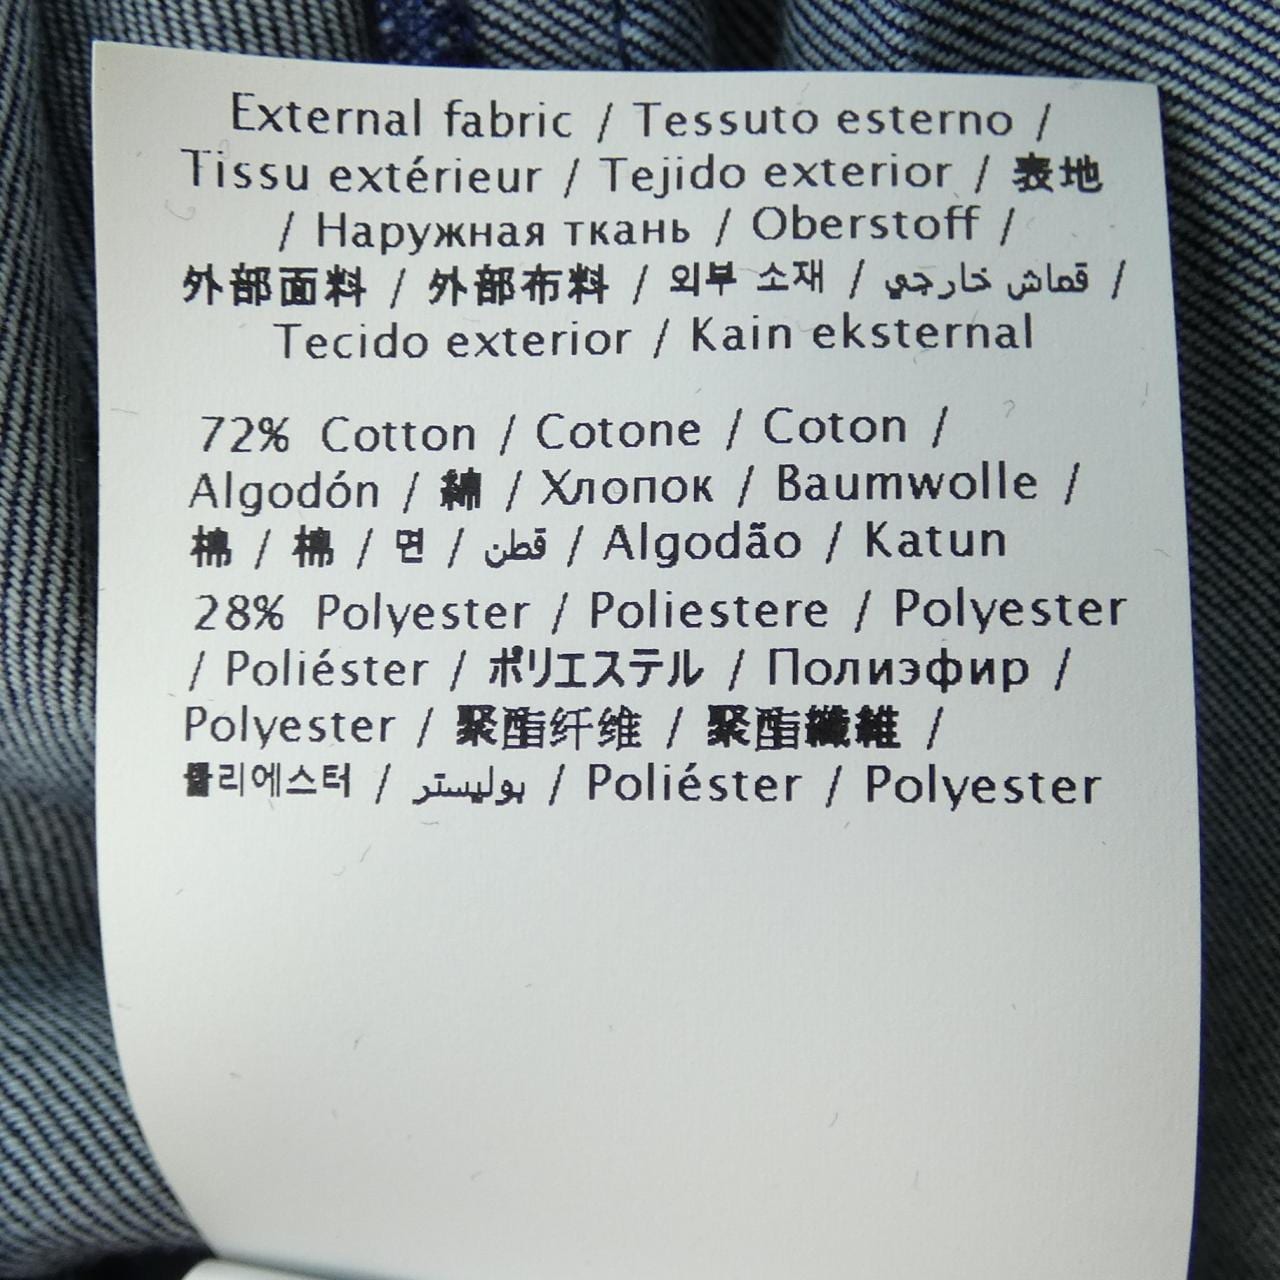 External fabric / Tessuto esterno /
Tissu extérieur / Tejido exterior / 表地
/ Наружная ткань / Oberstoff /
外部面料 / 外部布料 / 외부 소재 / قماش خارجي /
Tecido exterior / Kain eksternal
72% Cotton / Cotone / Coton /
Algodón / 綿 / Хлопок / Baumwolle /
棉 / 棉 / 면 / قطن / Algodão / Katun
28% Polyester / Poliestere / Polyester
/ Poliéster / ポリエステル / Полиэфир /
Polyester / 聚酯纤维 / 聚酯纖維 /
폴리에스터 / بوليستر / Poliéster / Polyester